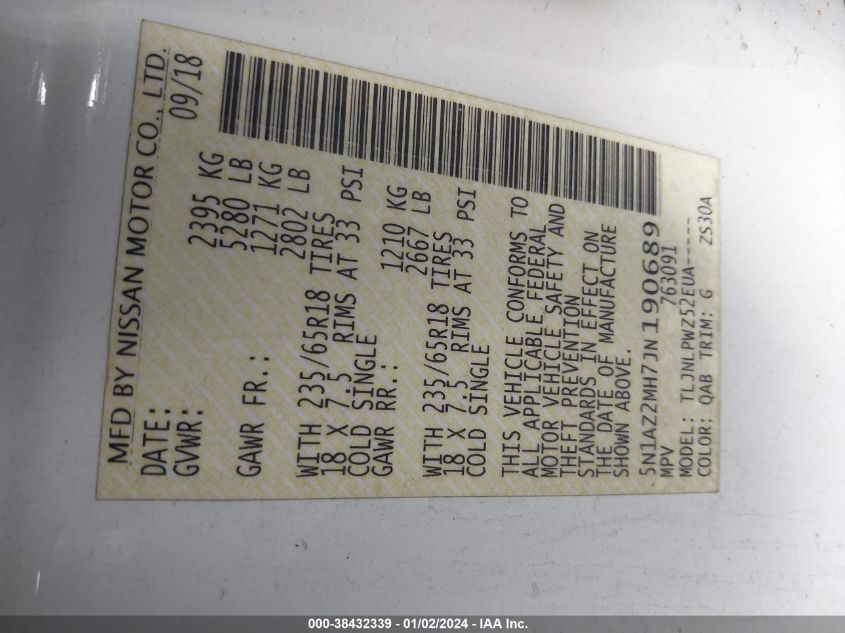 MFD BY NISSAN MOTOR CO., LTD.
DATE: 09/18
GVWR: 2395 KG
5280 LB
GAWR FR.: 1271 KG
2802 LB
WITH 235/65R18 TIRES
18 X 7.5 RIMS AT 33 PSI
COLD SINGLE
GAWR RR.: 1210 KG
2667 LB
WITH 235/65R18 TIRES
18 X 7.5 RIMS AT 33 PSI
COLD SINGLE
THIS VEHICLE CONFORMS TO
ALL APPLICABLE FEDERAL
MOTOR VEHICLE SAFETY AND
THEFT PREVENTION
STANDARDS IN EFFECT ON
THE DATE OF MANUFACTURE
SHOWN ABOVE.
5N1AZ2MH7JN190689
MPV 763091
MODEL: TLJNLPWZ52EUA-----
COLOR: QAB TRIM: G ZS30A
000-38432339 - 01/02/2024 - IAA Inc.